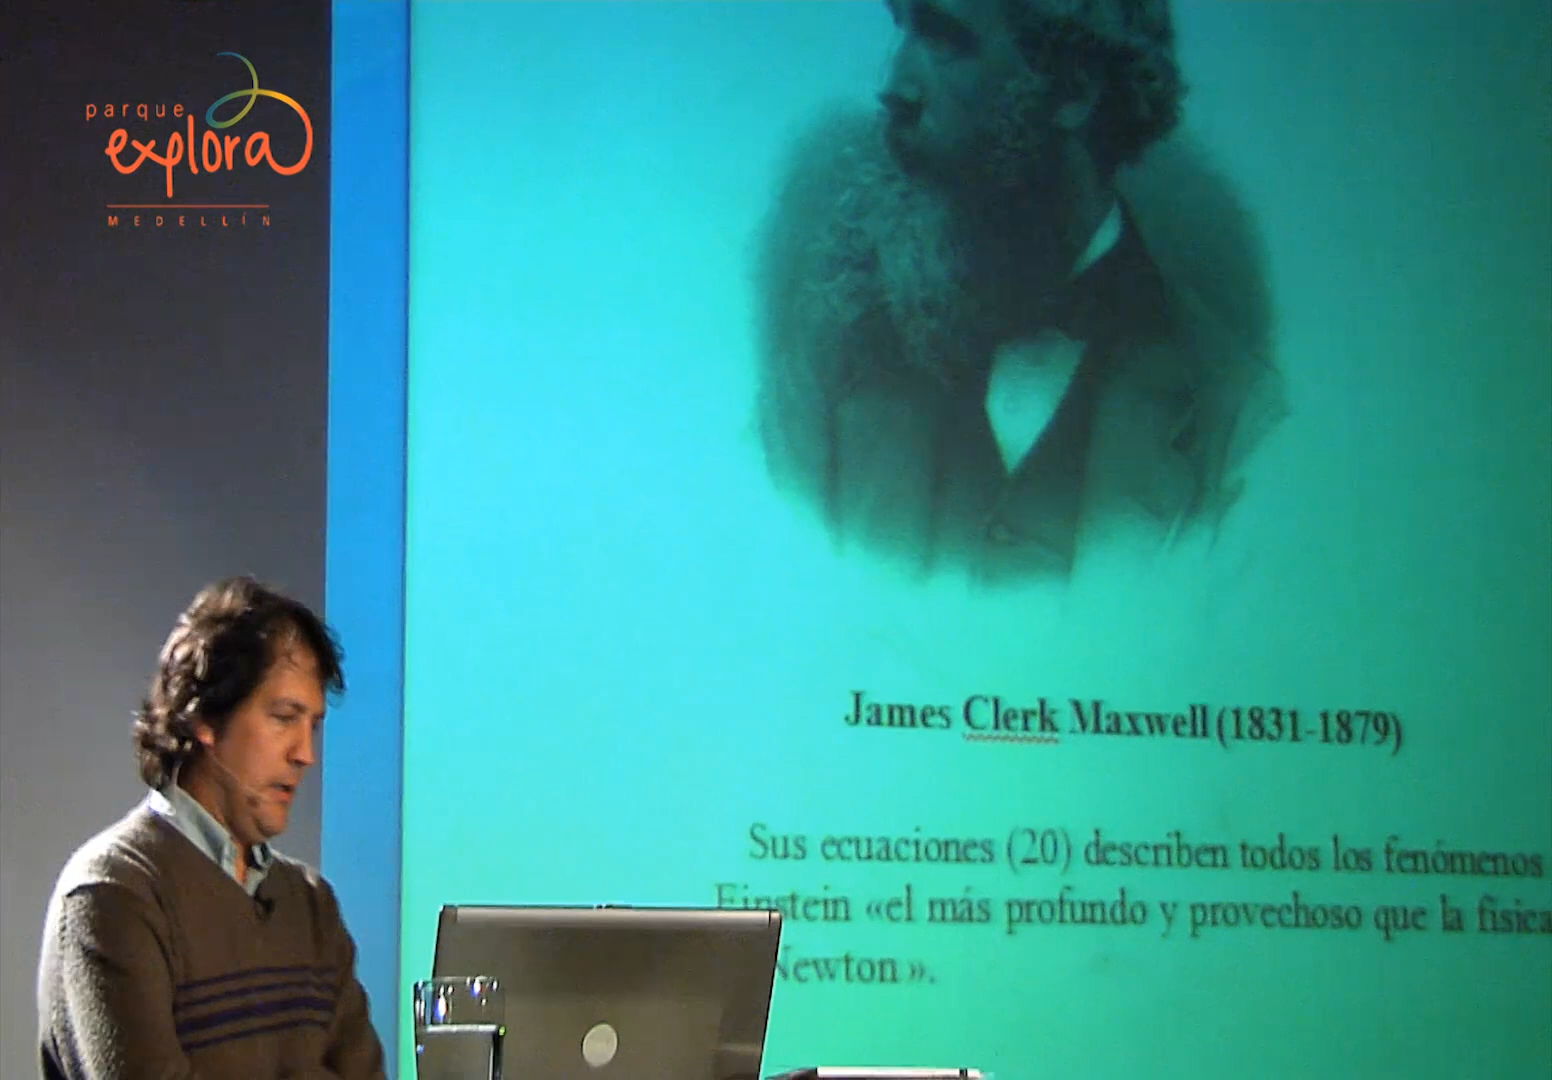 parque
explora
MEDELLÍN
James Clerk Maxwell (1831-1879)
Sus ecuaciones (20) describen todos los fenómenos
Einstein «el más profundo y provechoso que la física
Newton».